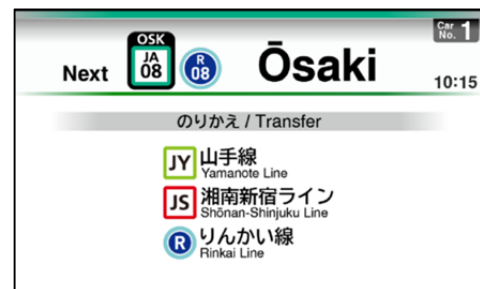 Car No. 1
Next OSK JA 08 R 08 Ōsaki 10:15
のりかえ / Transfer
JY 山手線
Yamanote Line
JS 湘南新宿ライン
Shōnan-Shinjuku Line
R りんかい線
Rinkai Line